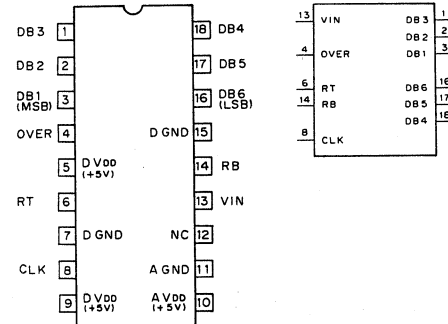 DB3 1 18 DB4
DB2 2 17 DB5
DB1 3 16 DB6
(MSB) (LSB)
OVER 4 DGND 15
5 DVDD 14 RB
(+5V)
RT 6 13 VIN
7 DGND NC 12
CLK 8 AGND 11
9 DVDD AVDD 10
(+5V) (+5V)
13 VIN DB3 1
DB2 2
4 OVER DB1 3
6 RT DB6 16
14 RB DB5 17
DB4 18
8 CLK